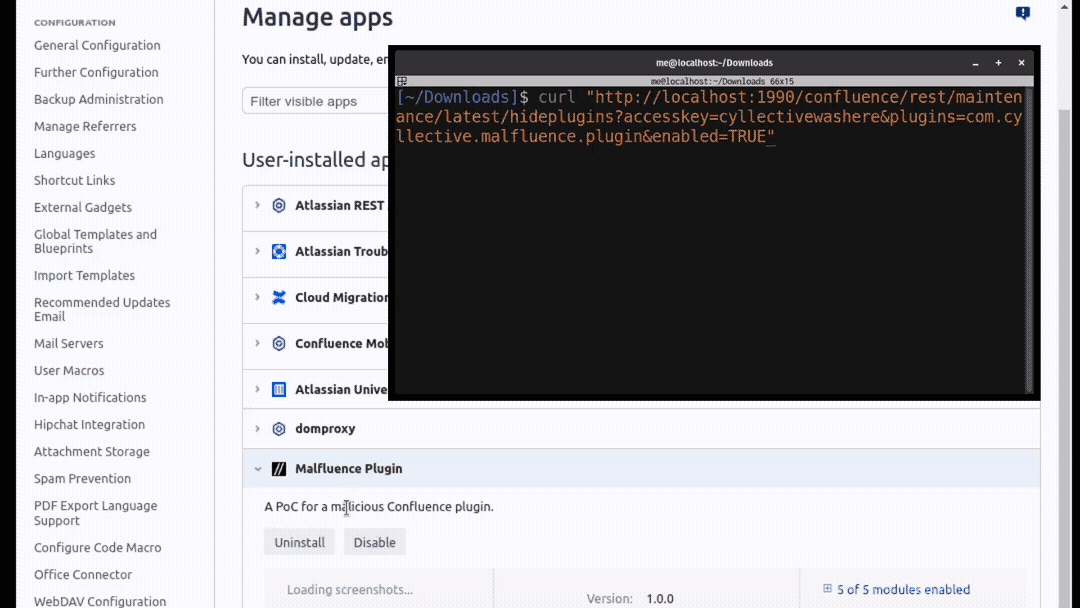 CONFIGURATION
General Configuration
Further Configuration
Backup Administration
Manage Referrers
Languages
Shortcut Links
External Gadgets
Global Templates and
Blueprints
Import Templates
Recommended Updates
Email
Mail Servers
User Macros
In-app Notifications
Hipchat Integration
Attachment Storage
Spam Prevention
PDF Export Language
Support
Configure Code Macro
Office Connector
WebDAV Configuration
Manage apps
You can install, update, en
Filter visible apps
User-installed ap
Atlassian REST
Atlassian Troub
Cloud Migration
Confluence Mob
Atlassian Unive
domproxy
Malfluence Plugin
A PoC for a malicious Confluence plugin.
Uninstall Disable
Loading screenshots...
Version: 1.0.0
5 of 5 modules enabled
me@localhost:~/Downloads
me@localhost:~/Downloads 66x15
[~/Downloads]$ curl "http://localhost:1990/confluence/rest/mainten
ance/latest/hideplugins?accesskey=cyllectivewashere&plugins=com.cy
llective.malfluence.plugin&enabled=TRUE"_